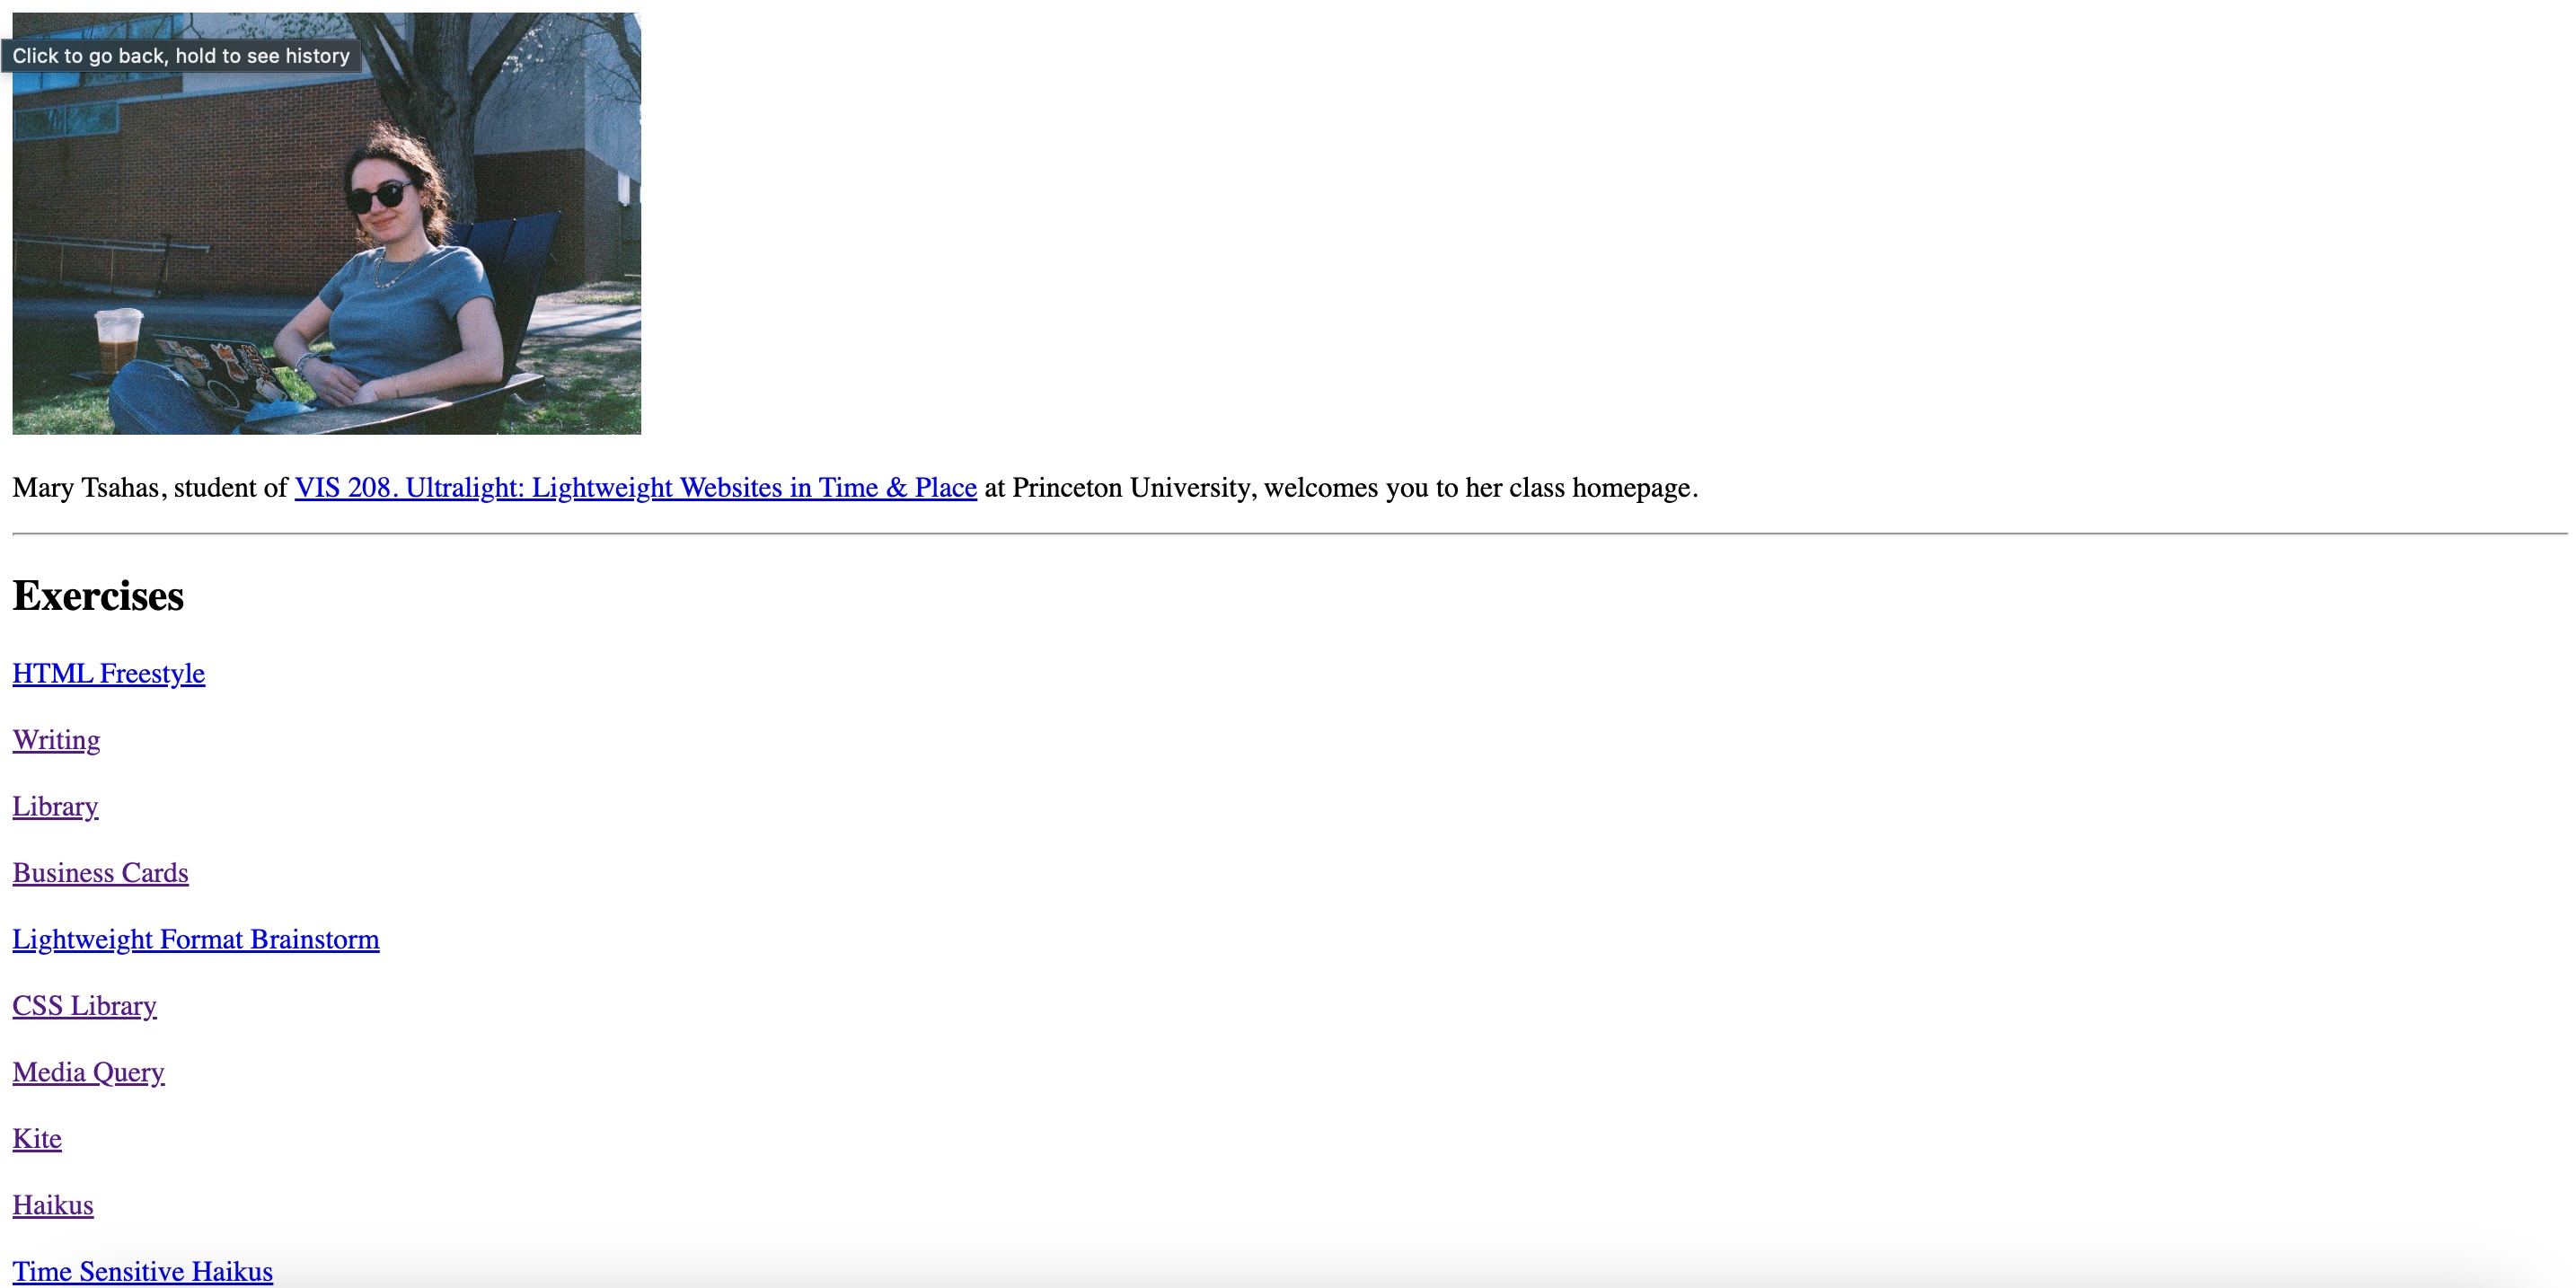 Click to go back, hold to see history
Mary Tsahas, student of VIS 208. Ultralight: Lightweight Websites in Time & Place at Princeton University, welcomes you to her class homepage.
Exercises
HTML Freestyle
Writing
Library
Business Cards
Lightweight Format Brainstorm
CSS Library
Media Query
Kite
Haikus
Time Sensitive Haikus